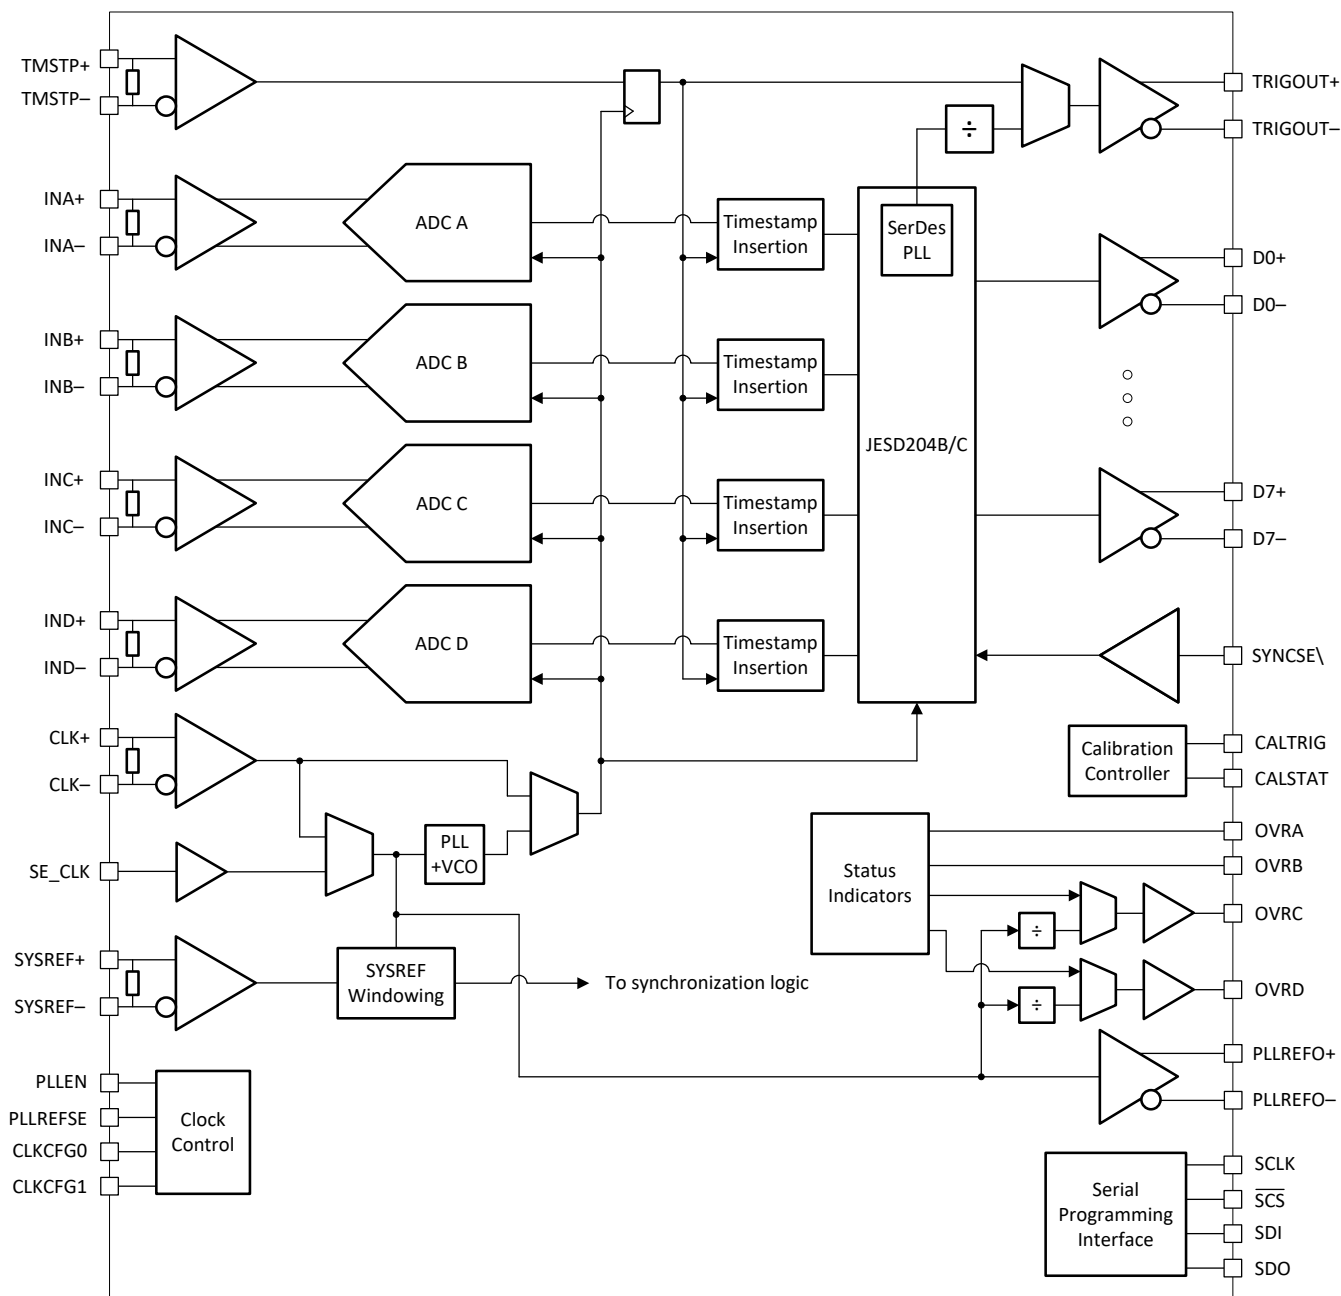 TMSTP+
TMSTP–
TRIGOUT+
TRIGOUT–
÷
INA+
INA–
ADC A
Timestamp
Insertion
SerDes
PLL
D0+
D0–
INB+
INB–
ADC B
Timestamp
Insertion
JESD204B/C
INC+
INC–
ADC C
Timestamp
Insertion
D7+
D7–
IND+
IND–
ADC D
Timestamp
Insertion
SYNCSE\
CLK+
CLK–
Calibration
Controller
CALTRIG
CALSTAT
SE_CLK
PLL
+VCO
Status
Indicators
OVRA
OVRB
OVRC
÷
OVRD
÷
SYSREF+
SYSREF–
SYSREF
Windowing
To synchronization logic
PLLREFO+
PLLREFO–
PLLEN
PLLREFSE
CLKCFG0
CLKCFG1
Clock
Control
Serial
Programming
Interface
SCLK
SCS
SDI
SDO